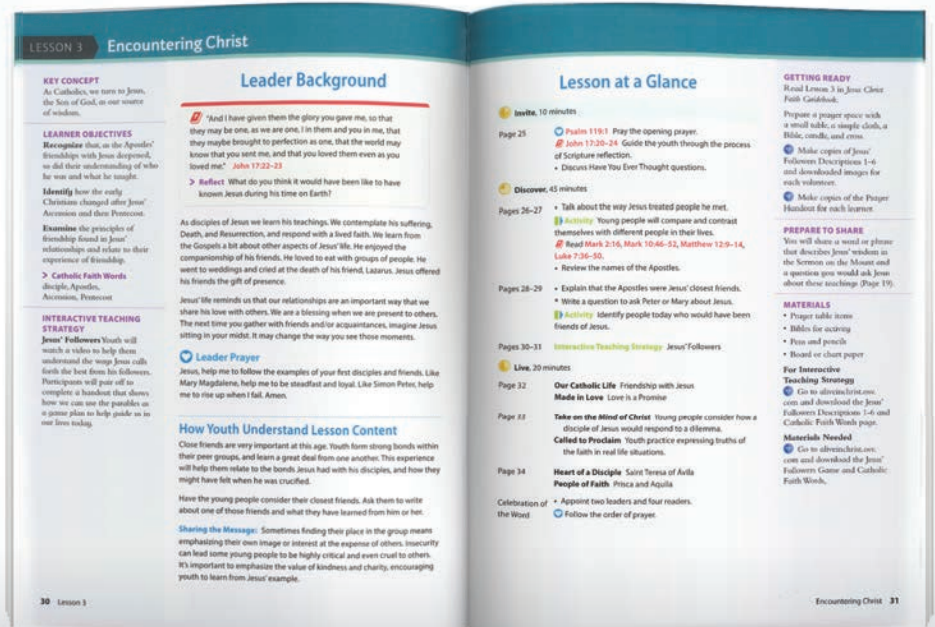 LESSON 3 Encountering Christ
KEY CONCEPT
As Catholics, we turn to Jesus,
the Son of God, as our source
of wisdom.
LEARNER OBJECTIVES
Recognize that, as the Apostles'
friendships with Jesus deepened,
so did their understanding of who
he was and what he taught.
Identify how the early
Christians changed after Jesus'
Ascension and then Pentecost.
Examine the principles of
friendship found in Jesus'
relationships and relate to their
experience of friendship.
> Catholic Faith Words
disciple, Apostles,
Ascension, Pentecost
INTERACTIVE TEACHING
STRATEGY
Jesus' Followers Youth will
watch a video to help them
understand the ways Jesus calls
forth the best from his followers.
Participants will pair off to
complete a handout that shows
how we can use the parables as
a game plan to help guide us in
our lives today.
Leader Background
"And I have given them the glory you gave me, so that
they may be one, as we are one, I in them and you in me, that
they maybe brought to perfection as one, that the world may
know that you sent me, and that you loved them even as you
loved me." John 17:22–23
> Reflect What do you think it would have been like to have
known Jesus during his time on Earth?
As disciples of Jesus we learn his teachings. We contemplate his suffering,
Death, and Resurrection, and respond with a lived faith. We learn from
the Gospels a bit about other aspects of Jesus' life. He enjoyed the
companionship of his friends. He loved to eat with groups of people. He
went to weddings and cried at the death of his friend, Lazarus. Jesus offered
his friends the gift of presence.
Jesus' life reminds us that our relationships are an important way that we
share his love with others. We are a blessing when we are present to others.
The next time you gather with friends and/or acquaintances, imagine Jesus
sitting in your midst. It may change the way you see those moments.
Leader Prayer
Jesus, help me to follow the examples of your first disciples and friends. Like
Mary Magdalene, help me to be steadfast and loyal. Like Simon Peter, help
me to rise up when I fail. Amen.
How Youth Understand Lesson Content
Close friends are very important at this age. Youth form strong bonds within
their peer groups, and learn a great deal from one another. This experience
will help them relate to the bonds Jesus had with his disciples, and how they
might have felt when he was crucified.
Have the young people consider their closest friends. Ask them to write
about one of those friends and what they have learned from him or her.
Sharing the Message: Sometimes finding their place in the group means
emphasizing their own image or interest at the expense of others. Insecurity
can lead some young people to be highly critical and even cruel to others.
It's important to emphasize the value of kindness and charity, encouraging
youth to learn from Jesus' example.
30 Lesson 3
Lesson at a Glance
Invite, 10 minutes
Page 25 Psalm 119:1 Pray the opening prayer.
John 17:20–24 Guide the youth through the process
of Scripture reflection.
• Discuss Have You Ever Thought questions.
Discover, 45 minutes
Pages 26–27 • Talk about the way Jesus treated people he met.
Activity Young people will compare and contrast
themselves with different people in their lives.
Read Mark 2:16, Mark 10:46–52, Matthew 12:9–14,
Luke 7:36–50.
• Review the names of the Apostles.
Pages 28–29 • Explain that the Apostles were Jesus' closest friends.
* Write a question to ask Peter or Mary about Jesus.
Activity Identify people today who would have been
friends of Jesus.
Pages 30–31 Interactive Teaching Strategy Jesus' Followers
Live, 20 minutes
Page 32 Our Catholic Life Friendship with Jesus
Made in Love Love is a Promise
Page 33 Take on the Mind of Christ Young people consider how a
disciple of Jesus would respond to a dilemma.
Called to Proclaim Youth practice expressing truths of
the faith in real life situations.
Page 34 Heart of a Disciple Saint Teresa of Ávila
People of Faith Prisca and Aquila
Celebration of • Appoint two leaders and four readers.
the Word Follow the order of prayer.
GETTING READY
Read Lesson 3 in Jesus Christ
Faith Guidebook.
Prepare a prayer space with
a small table, a simple cloth, a
Bible, candle, and cross.
Make copies of Jesus'
Followers Descriptions 1–6
and downloaded images for
each volunteer.
Make copies of the Prayer
Handout for each learner.
PREPARE TO SHARE
You will share a word or phrase
that describes Jesus' wisdom in
the Sermon on the Mount and
a question you would ask Jesus
about these teachings (Page 19).
MATERIALS
• Prayer table items
• Bibles for activity
• Pens and pencils
• Board or chart paper
For Interactive
Teaching Strategy
Go to aliveinchrist.osv.
com and download the Jesus'
Followers Descriptions 1–6 and
Catholic Faith Words page.
Materials Needed
Go to aliveinchrist.osv.
com and download the Jesus'
Followers Game and Catholic
Faith Words.
Encountering Christ 31